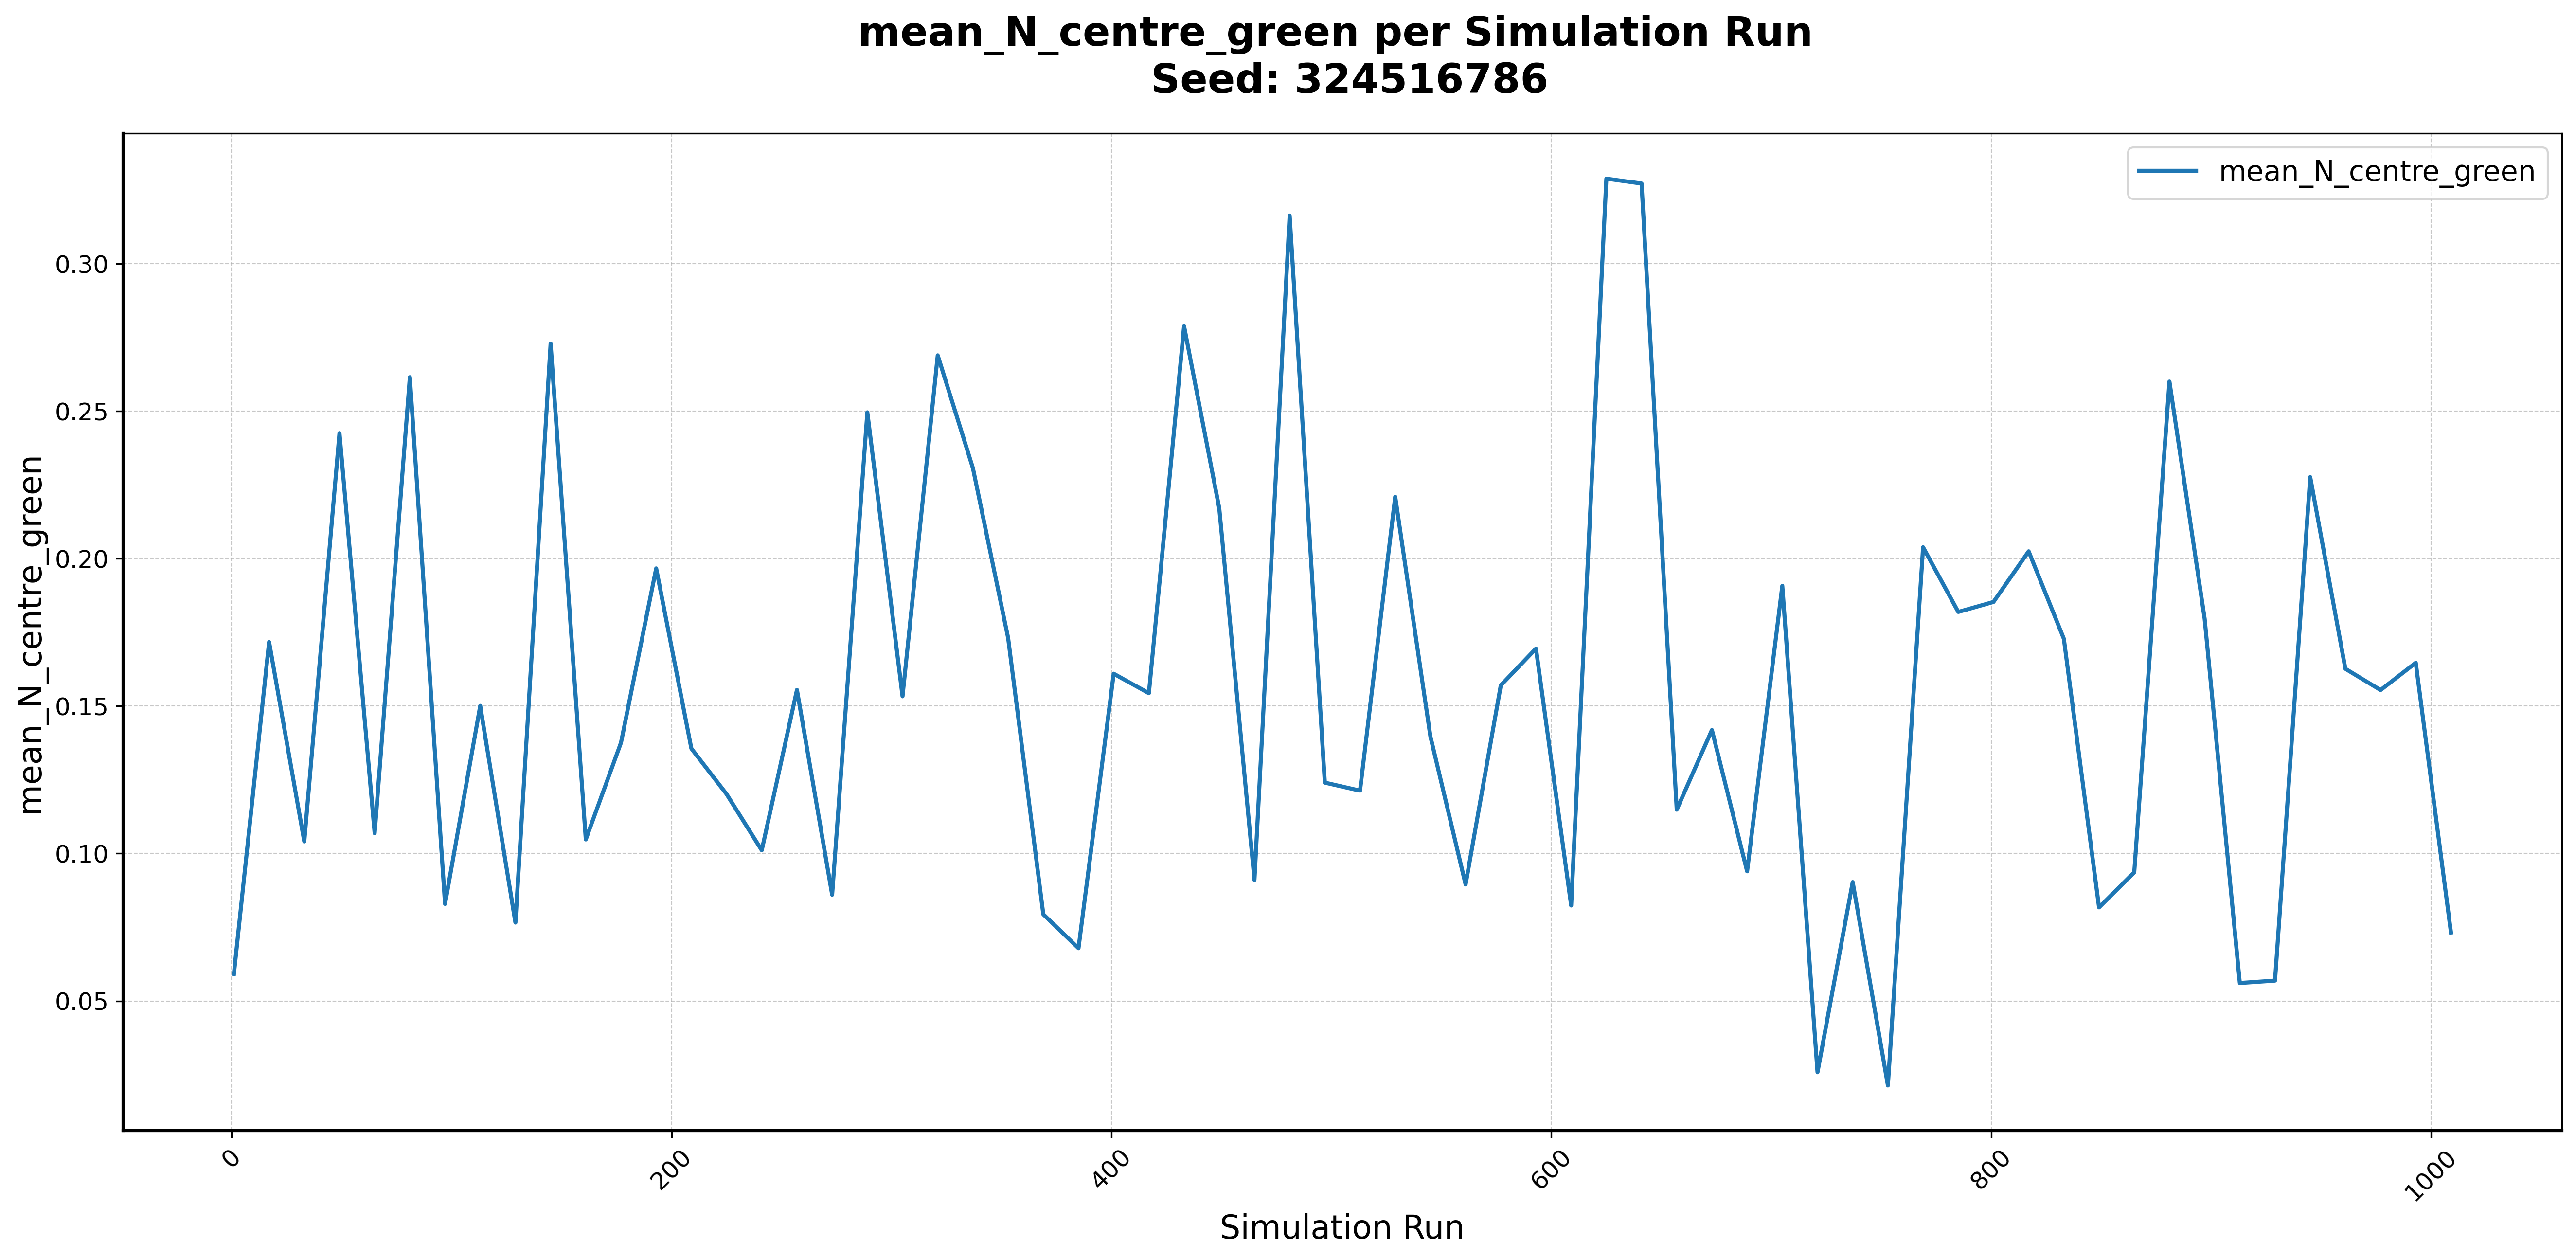 mean_N_centre_green per Simulation Run
Seed: 324516786
mean_N_centre_green
mean_N_centre_green
0.30
0.25
0.20
0.15
0.10
0.05
0
200
400
600
800
1000
Simulation Run